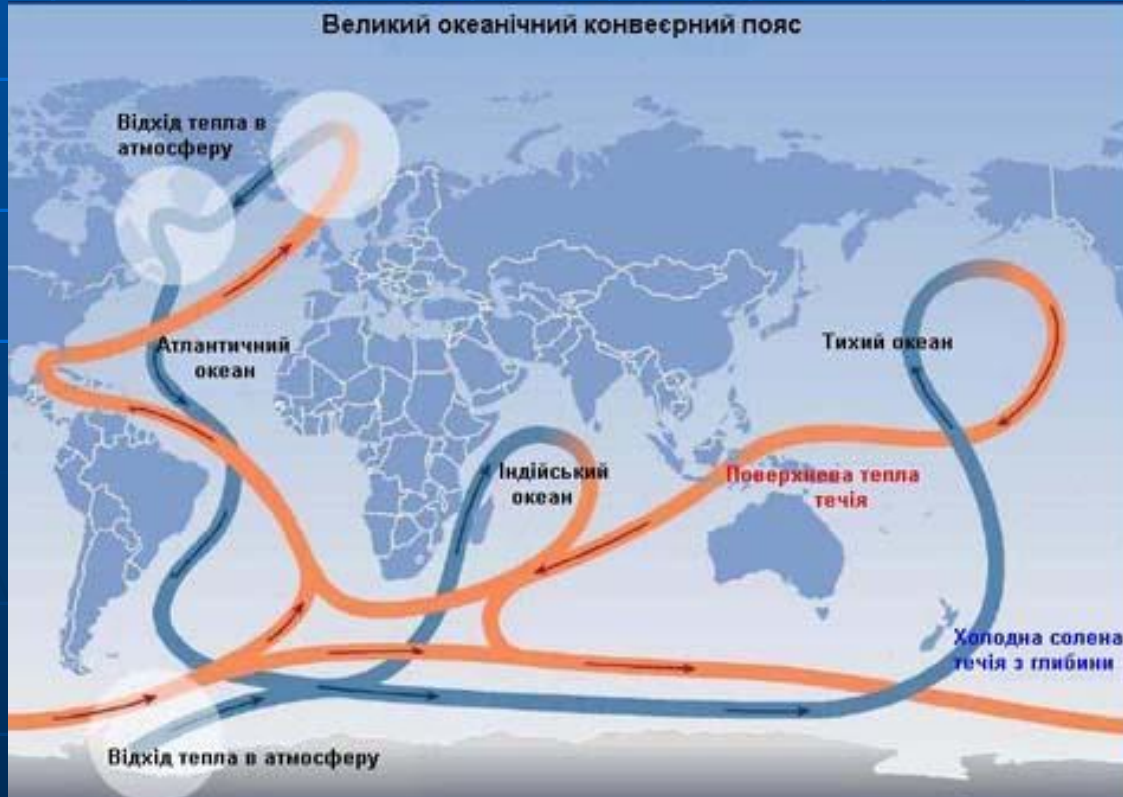 Великий океанічний конвеєрний пояс
Відхід тепла в
атмосферу
Атлантичний
океан
Тихий океан
Індійський
океан
Поверхнева тепла
течія
Холодна солена
течія з глибини
Відхід тепла в атмосферу